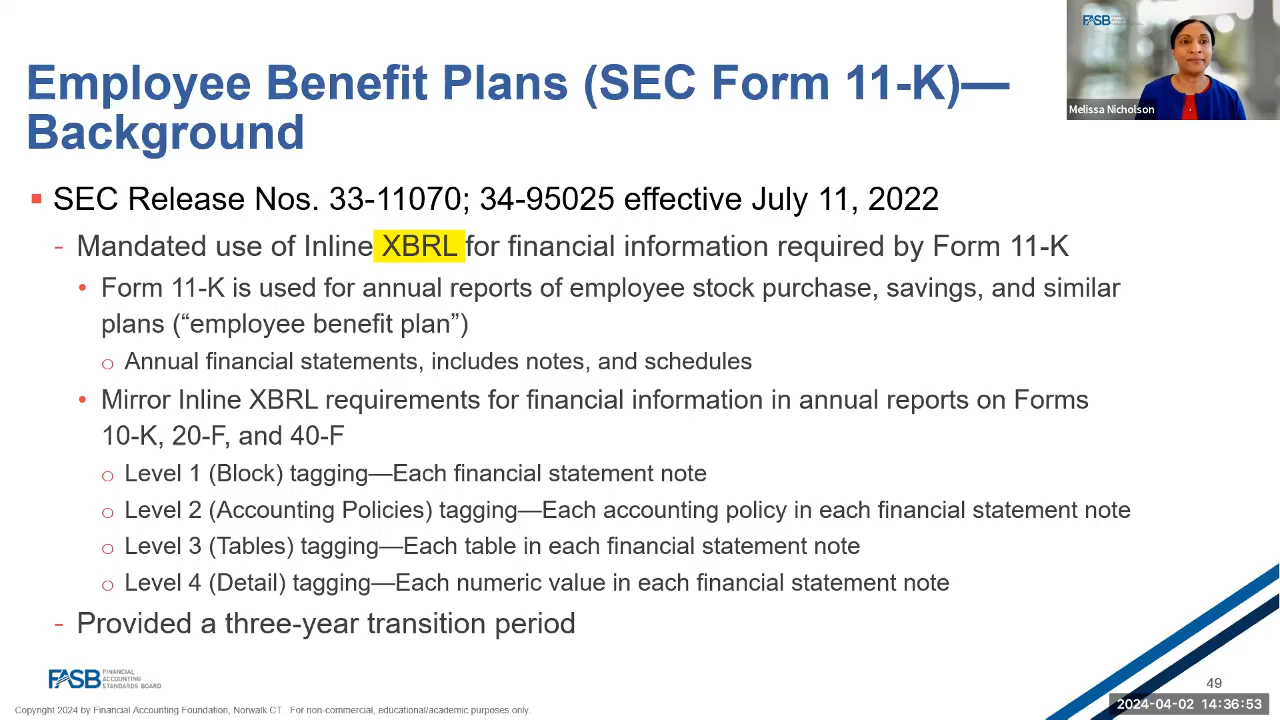 FASB
Melissa Nicholson
Employee Benefit Plans (SEC Form 11-K)—
Background
SEC Release Nos. 33-11070; 34-95025 effective July 11, 2022
- Mandated use of Inline XBRL for financial information required by Form 11-K
• Form 11-K is used for annual reports of employee stock purchase, savings, and similar
plans (“employee benefit plan”)
o Annual financial statements, includes notes, and schedules
• Mirror Inline XBRL requirements for financial information in annual reports on Forms
10-K, 20-F, and 40-F
o Level 1 (Block) tagging—Each financial statement note
o Level 2 (Accounting Policies) tagging—Each accounting policy in each financial statement note
o Level 3 (Tables) tagging—Each table in each financial statement note
o Level 4 (Detail) tagging—Each numeric value in each financial statement note
- Provided a three-year transition period
FASB FINANCIAL
ACCOUNTING
STANDARDS BOARD
49
2024-04-02 14:36:53
Copyright 2024 by Financial Accounting Foundation, Norwalk CT. For non-commercial, educational/academic purposes only.